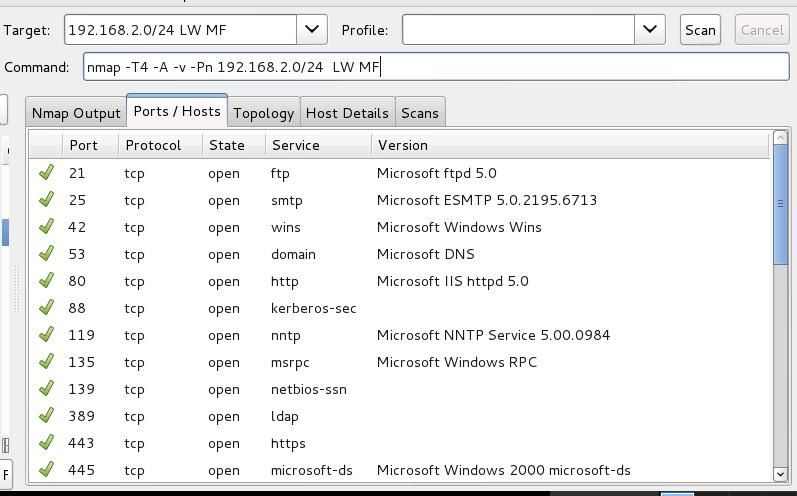 Target: 192.168.2.0/24 LW MF Profile: Scan Cancel
Command: nmap -T4 -A -v -Pn 192.168.2.0/24  LW MF
Nmap Output Ports / Hosts Topology Host Details Scans
Port Protocol State Service Version
21 tcp open ftp Microsoft ftpd 5.0
25 tcp open smtp Microsoft ESMTP 5.0.2195.6713
42 tcp open wins Microsoft Windows Wins
53 tcp open domain Microsoft DNS
80 tcp open http Microsoft IIS httpd 5.0
88 tcp open kerberos-sec
119 tcp open nntp Microsoft NNTP Service 5.00.0984
135 tcp open msrpc Microsoft Windows RPC
139 tcp open netbios-ssn
389 tcp open ldap
443 tcp open https
445 tcp open microsoft-ds Microsoft Windows 2000 microsoft-ds
F